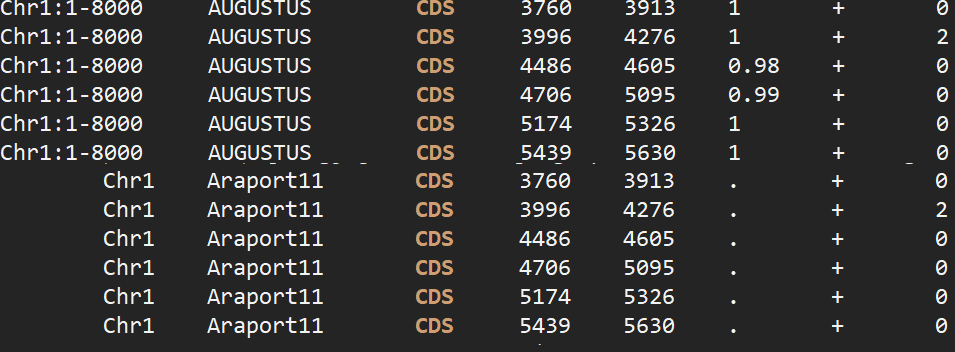 Chr1:1-8000 AUGUSTUS CDS 3760 3913 1 + 0
Chr1:1-8000 AUGUSTUS CDS 3996 4276 1 + 2
Chr1:1-8000 AUGUSTUS CDS 4486 4605 0.98 + 0
Chr1:1-8000 AUGUSTUS CDS 4706 5095 0.99 + 0
Chr1:1-8000 AUGUSTUS CDS 5174 5326 1 + 0
Chr1:1-8000 AUGUSTUS CDS 5439 5630 1 + 0
Chr1 Araport11 CDS 3760 3913 . + 0
Chr1 Araport11 CDS 3996 4276 . + 2
Chr1 Araport11 CDS 4486 4605 . + 0
Chr1 Araport11 CDS 4706 5095 . + 0
Chr1 Araport11 CDS 5174 5326 . + 0
Chr1 Araport11 CDS 5439 5630 . + 0